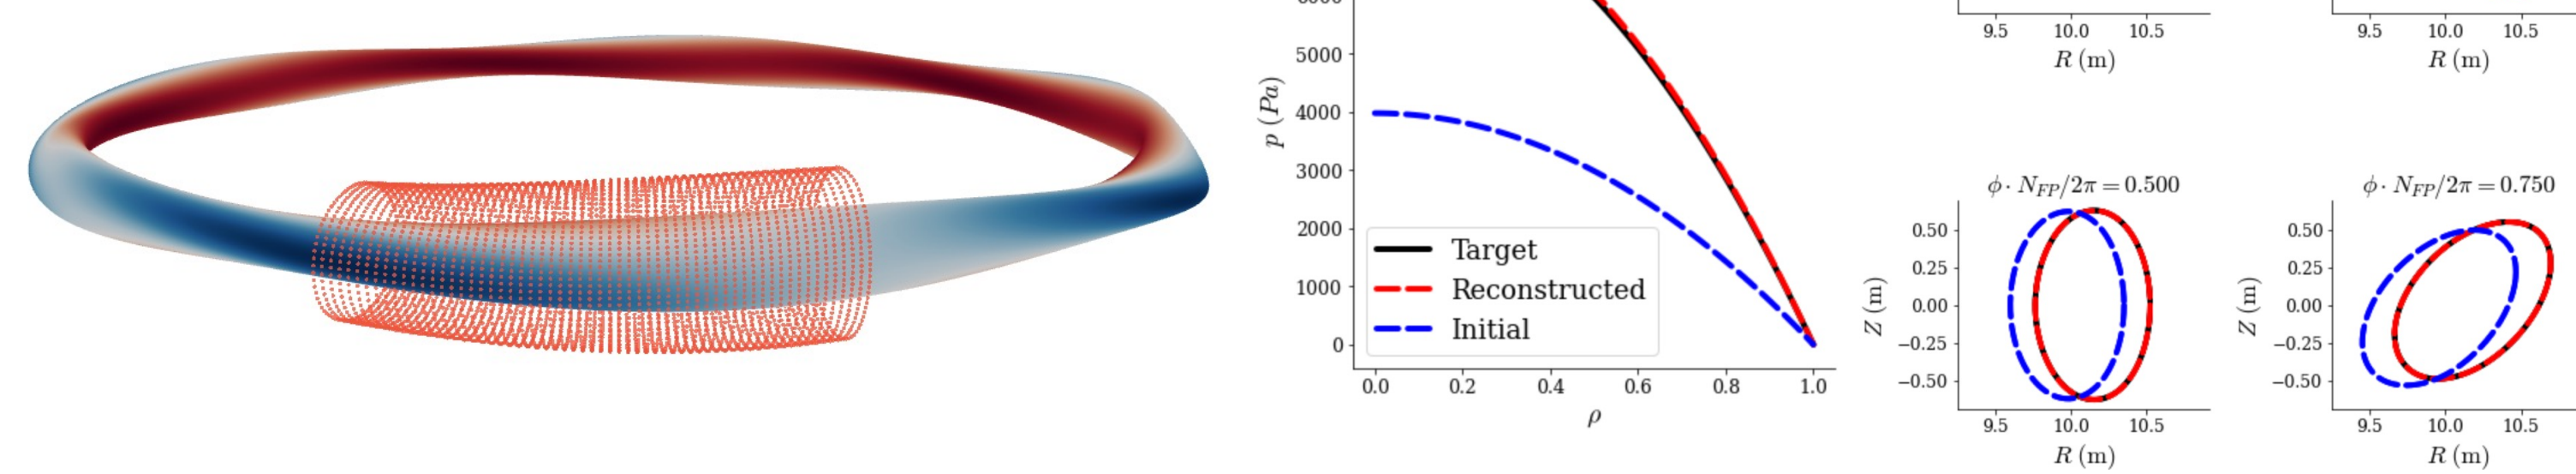 5000
4000
3000
2000
1000
0
p (Pa)
Target
Reconstructed
Initial
0.0 0.2 0.4 0.6 0.8 1.0
ρ
9.5 10.0 10.5
R (m)
9.5 10.0 10.5
R (m)
ϕ · N_FP/2π = 0.500
0.50
0.25
0.00
−0.25
−0.50
Z (m)
9.5 10.0 10.5
R (m)
ϕ · N_FP/2π = 0.750
0.50
0.25
0.00
−0.25
−0.50
Z (m)
9.5 10.0 10.5
R (m)